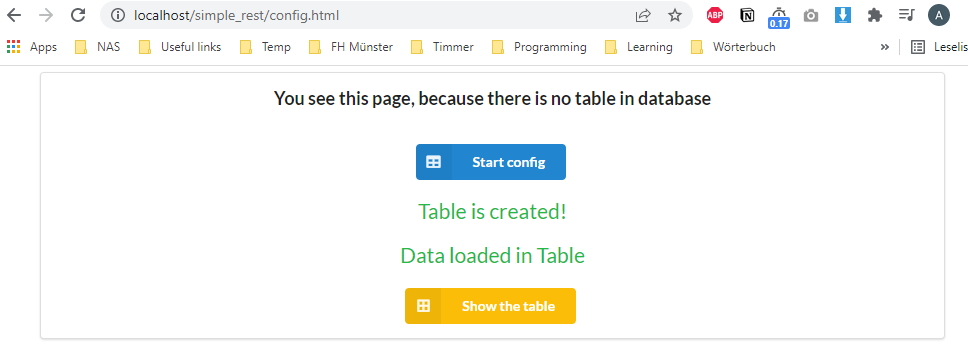 localhost/simple_rest/config.html
ABP
0.17
A
Apps NAS Useful links Temp FH Münster Timmer Programming Learning Wörterbuch » Leselis
You see this page, because there is no table in database
Start config
Table is created!
Data loaded in Table
Show the table